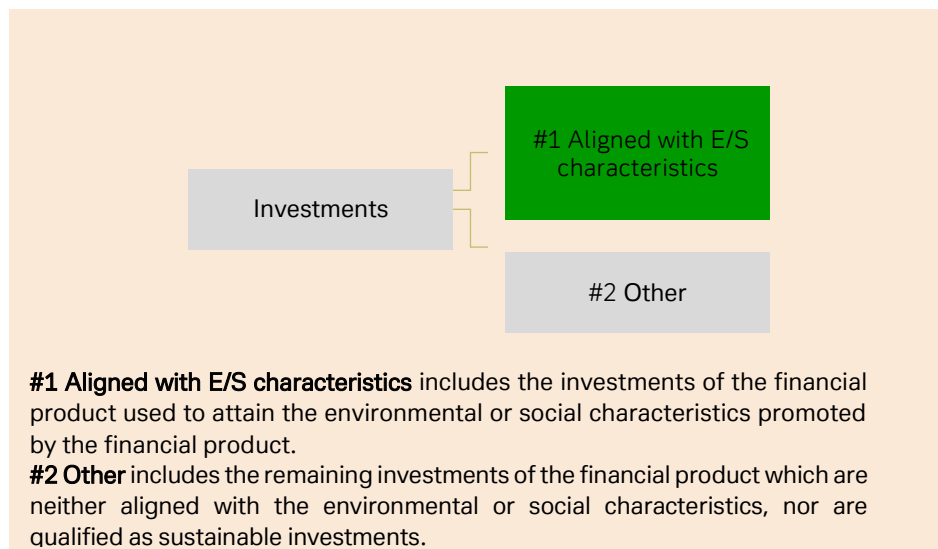 #1 Aligned with E/S
characteristics
Investments
#2 Other
#1 Aligned with E/S characteristics includes the investments of the financial
product used to attain the environmental or social characteristics promoted
by the financial product.
#2 Other includes the remaining investments of the financial product which are
neither aligned with the environmental or social characteristics, nor are
qualified as sustainable investments.